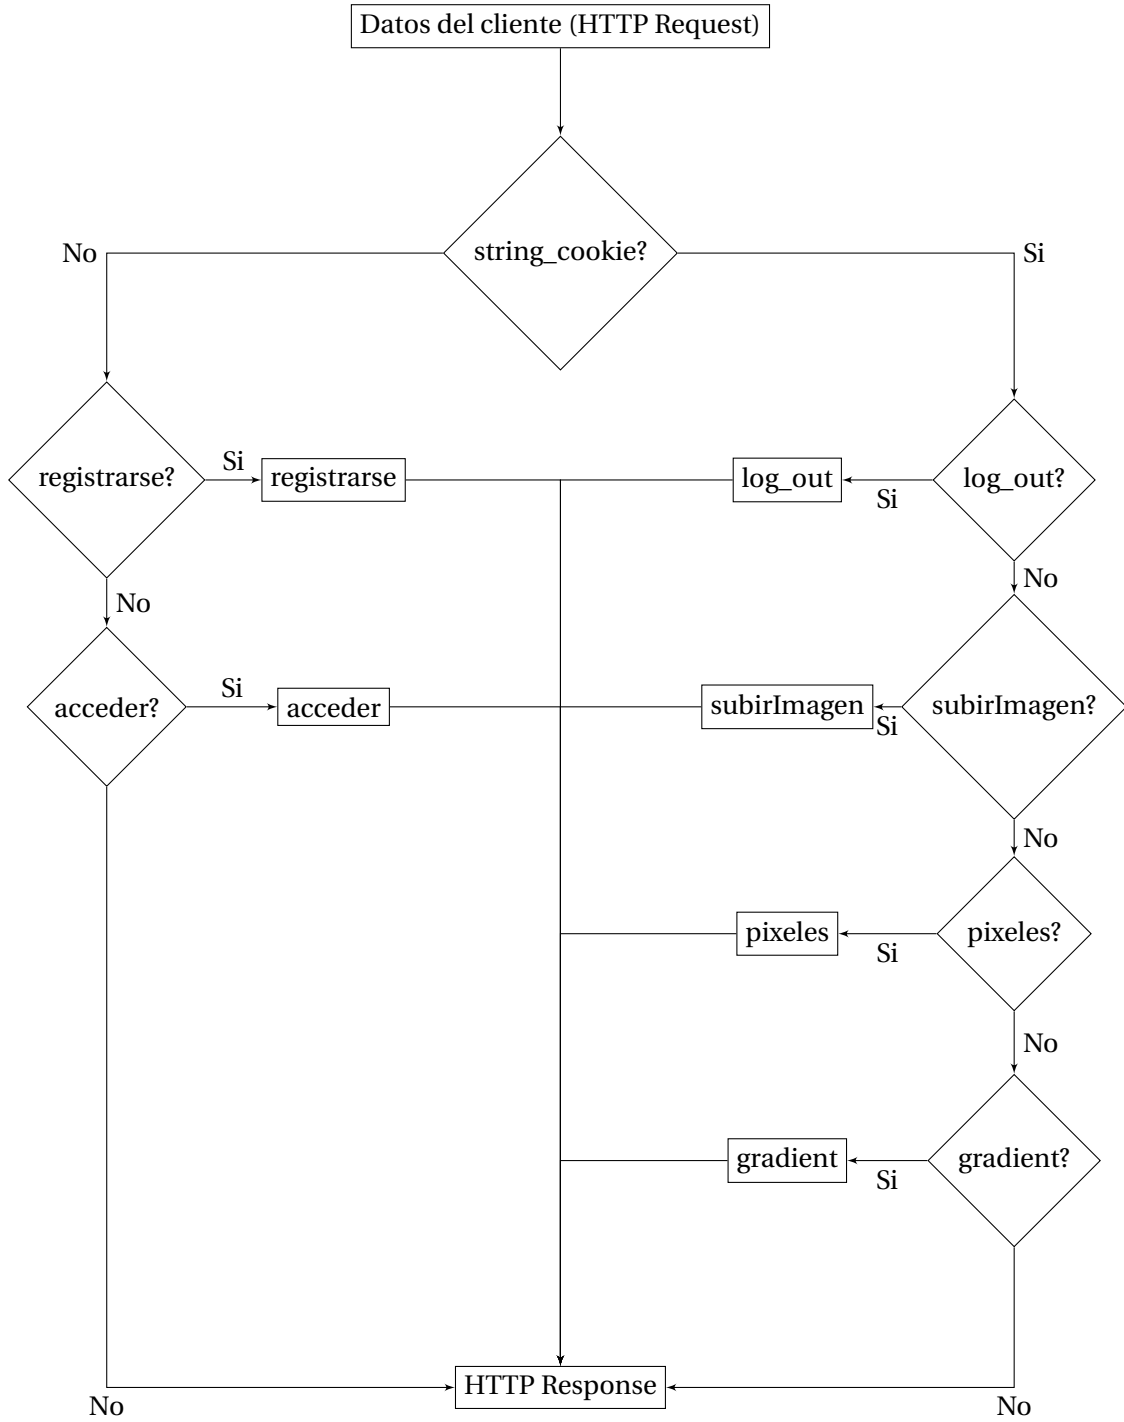 Datos del cliente (HTTP Request)
string_cookie?
No
Si
registrarse?
Si
registrarse
log_out
Si
log_out?
No
No
acceder?
Si
acceder
subirImagen
Si
subirImagen?
No
pixeles
Si
pixeles?
No
gradient
Si
gradient?
HTTP Response
No
No